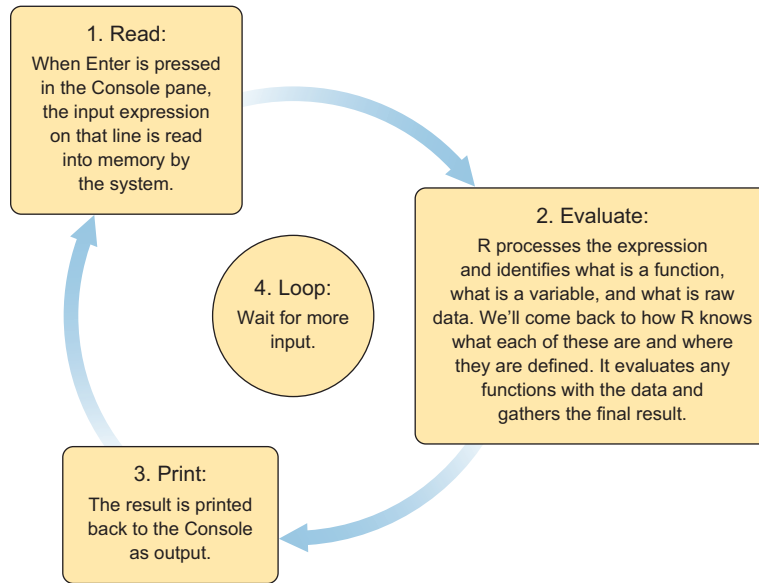 1. Read:
When Enter is pressed
in the Console pane,
the input expression
on that line is read
into memory by
the system.
2. Evaluate:
R processes the expression
and identifies what is a function,
what is a variable, and what is raw
data. We'll come back to how R knows
what each of these are and where
they are defined. It evaluates any
functions with the data and
gathers the final result.
3. Print:
The result is printed
back to the Console
as output.
4. Loop:
Wait for more
input.